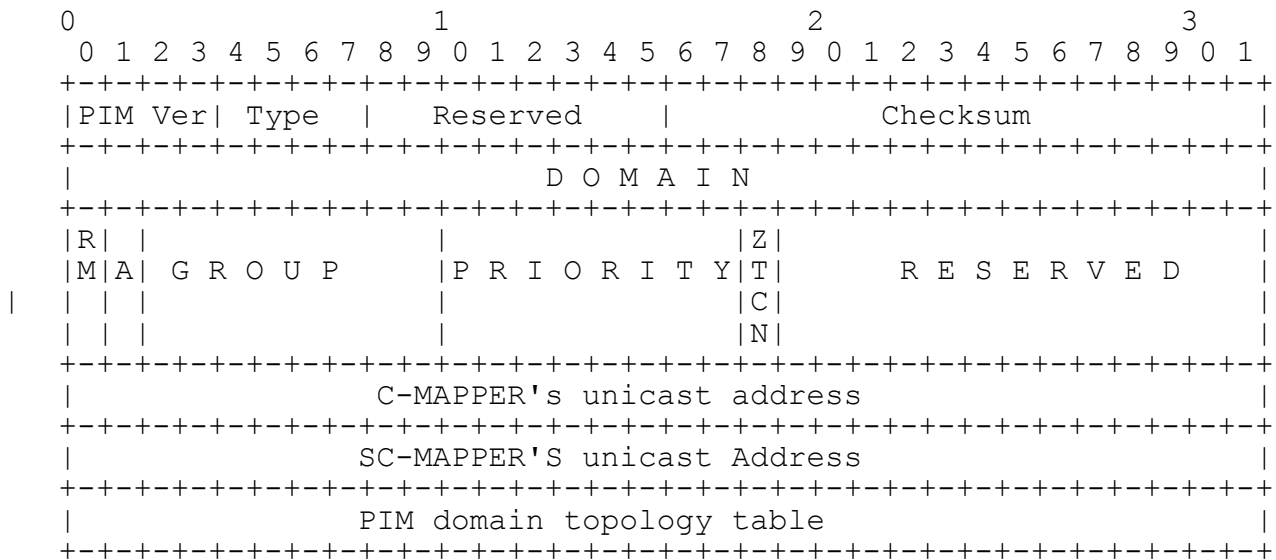 0                   1                   2                   3
 0 1 2 3 4 5 6 7 8 9 0 1 2 3 4 5 6 7 8 9 0 1 2 3 4 5 6 7 8 9 0 1
+-+-+-+-+-+-+-+-+-+-+-+-+-+-+-+-+-+-+-+-+-+-+-+-+-+-+-+-+-+-+-+-+
|PIM Ver| Type  |   Reserved    |           Checksum            |
+-+-+-+-+-+-+-+-+-+-+-+-+-+-+-+-+-+-+-+-+-+-+-+-+-+-+-+-+-+-+-+-+
|                         D O M A I N                           |
+-+-+-+-+-+-+-+-+-+-+-+-+-+-+-+-+-+-+-+-+-+-+-+-+-+-+-+-+-+-+-+-+
|R| |               |               |Z|                         |
|M|A| G R O U P     |P R I O R I T Y|T|      R E S E R V E D    |
| | | |               |               |C|                         |
| | |               |               |N|                         |
+-+-+-+-+-+-+-+-+-+-+-+-+-+-+-+-+-+-+-+-+-+-+-+-+-+-+-+-+-+-+-+-+
|                C-MAPPER's unicast address                     |
+-+-+-+-+-+-+-+-+-+-+-+-+-+-+-+-+-+-+-+-+-+-+-+-+-+-+-+-+-+-+-+-+
|               SC-MAPPER'S unicast Address                     |
+-+-+-+-+-+-+-+-+-+-+-+-+-+-+-+-+-+-+-+-+-+-+-+-+-+-+-+-+-+-+-+-+
|               PIM domain topology table                       |
+-+-+-+-+-+-+-+-+-+-+-+-+-+-+-+-+-+-+-+-+-+-+-+-+-+-+-+-+-+-+-+-+